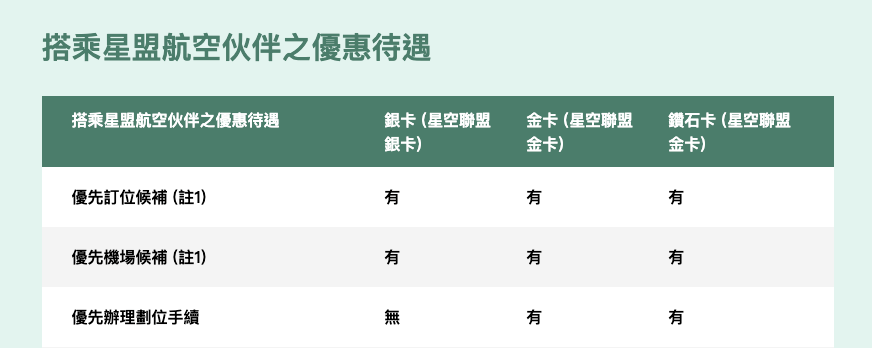 搭乘星盟航空伙伴之優惠待遇
搭乘星盟航空伙伴之優惠待遇 銀卡 (星空聯盟 金卡 (星空聯盟 鑽石卡 (星空聯盟
銀卡) 金卡) 金卡)
優先訂位候補 (註1) 有 有 有
優先機場候補 (註1) 有 有 有
優先辦理劃位手續 無 有 有